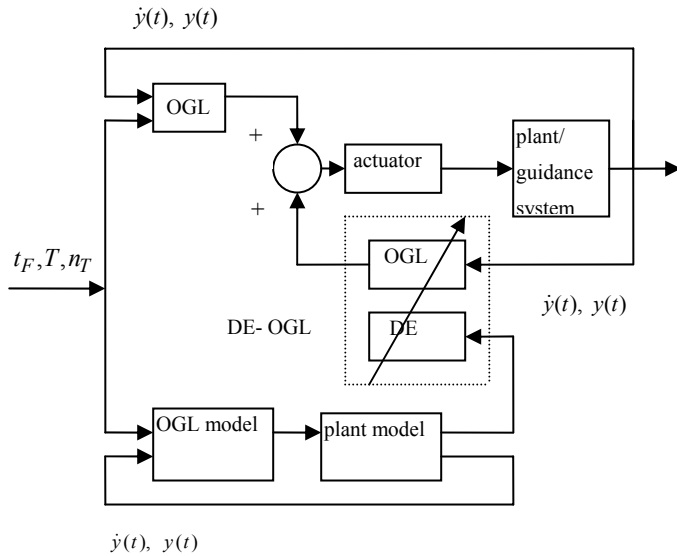 ẏ(t), y(t)
OGL
+
actuator
plant/
guidance
system
+
OGL
t_F, T, n_T
ẏ(t), y(t)
DE- OGL
DE
OGL model
plant model
ẏ(t), y(t)